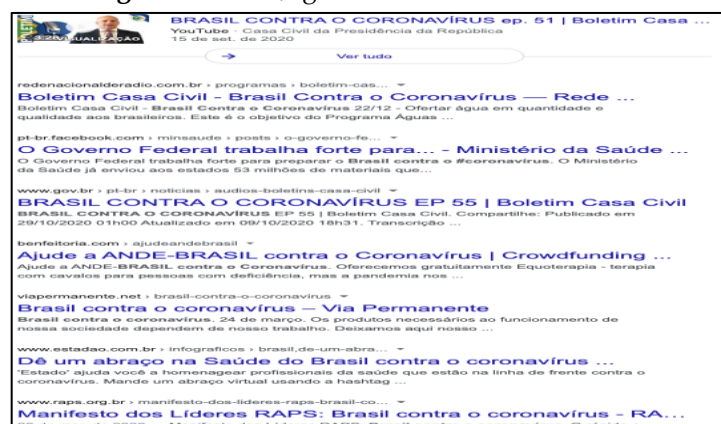 BRASIL CONTRA O CORONAVÍRUS ep. 51 | Boletim Casa ...
YouTube · Casa Civil da Presidência da República
15 de set. de 2020
Ver tudo
redenacionalderadio.com.br › programas › boletim-cas...
Boletim Casa Civil - Brasil Contra o Coronavírus — Rede ...
Boletim Casa Civil - Brasil Contra o Coronavírus 22/12 - Ofertar água em quantidade e
qualidade aos brasileiros. Este é o objetivo do Programa Águas ...
pt-br.facebook.com › minsaude › posts › o-governo-fe...
O Governo Federal trabalha forte para... - Ministério da Saúde ...
O Governo Federal trabalha forte para preparar o Brasil contra o #coronavírus. O Ministério
da Saúde já enviou aos estados 53 milhões de materiais que...
www.gov.br › pt-br › noticias › audios-boletins-casa-civil
BRASIL CONTRA O CORONAVÍRUS EP 55 | Boletim Casa Civil
BRASIL CONTRA O CORONAVÍRUS EP 55 | Boletim Casa Civil. Compartilhe: Publicado em
29/10/2020 01h00 Atualizado em 09/10/2020 18h31. Transcrição ...
benfeitoria.com › ajudeandebrasil
Ajude a ANDE-BRASIL contra o Coronavírus | Crowdfunding ...
Ajude a ANDE-BRASIL contra o Coronavírus. Oferecemos gratuitamente Equoterapia - terapia
com cavalos para pessoas com deficiência, mas a pandemia nos ...
viapermanente.net › brasil-contra-o-coronavirus
Brasil contra o coronavírus – Via Permanente
Brasil contra o coronavírus. 24 de março. Os produtos necessários ao funcionamento de
nossa sociedade dependem de nosso trabalho. Deixamos aqui nosso ...
www.estadao.com.br › infograficos › brasil,de-um-abra...
Dê um abraço na Saúde do Brasil contra o coronavírus ...
'Estado' ajuda você a homenagear profissionais da saúde que estão na linha de frente contra o
coronavírus. Mande um abraço virtual usando a hashtag ...
www.raps.org.br › manifesto-dos-lideres-raps-brasil-co...
Manifesto dos Líderes RAPS: Brasil contra o coronavírus - RA...